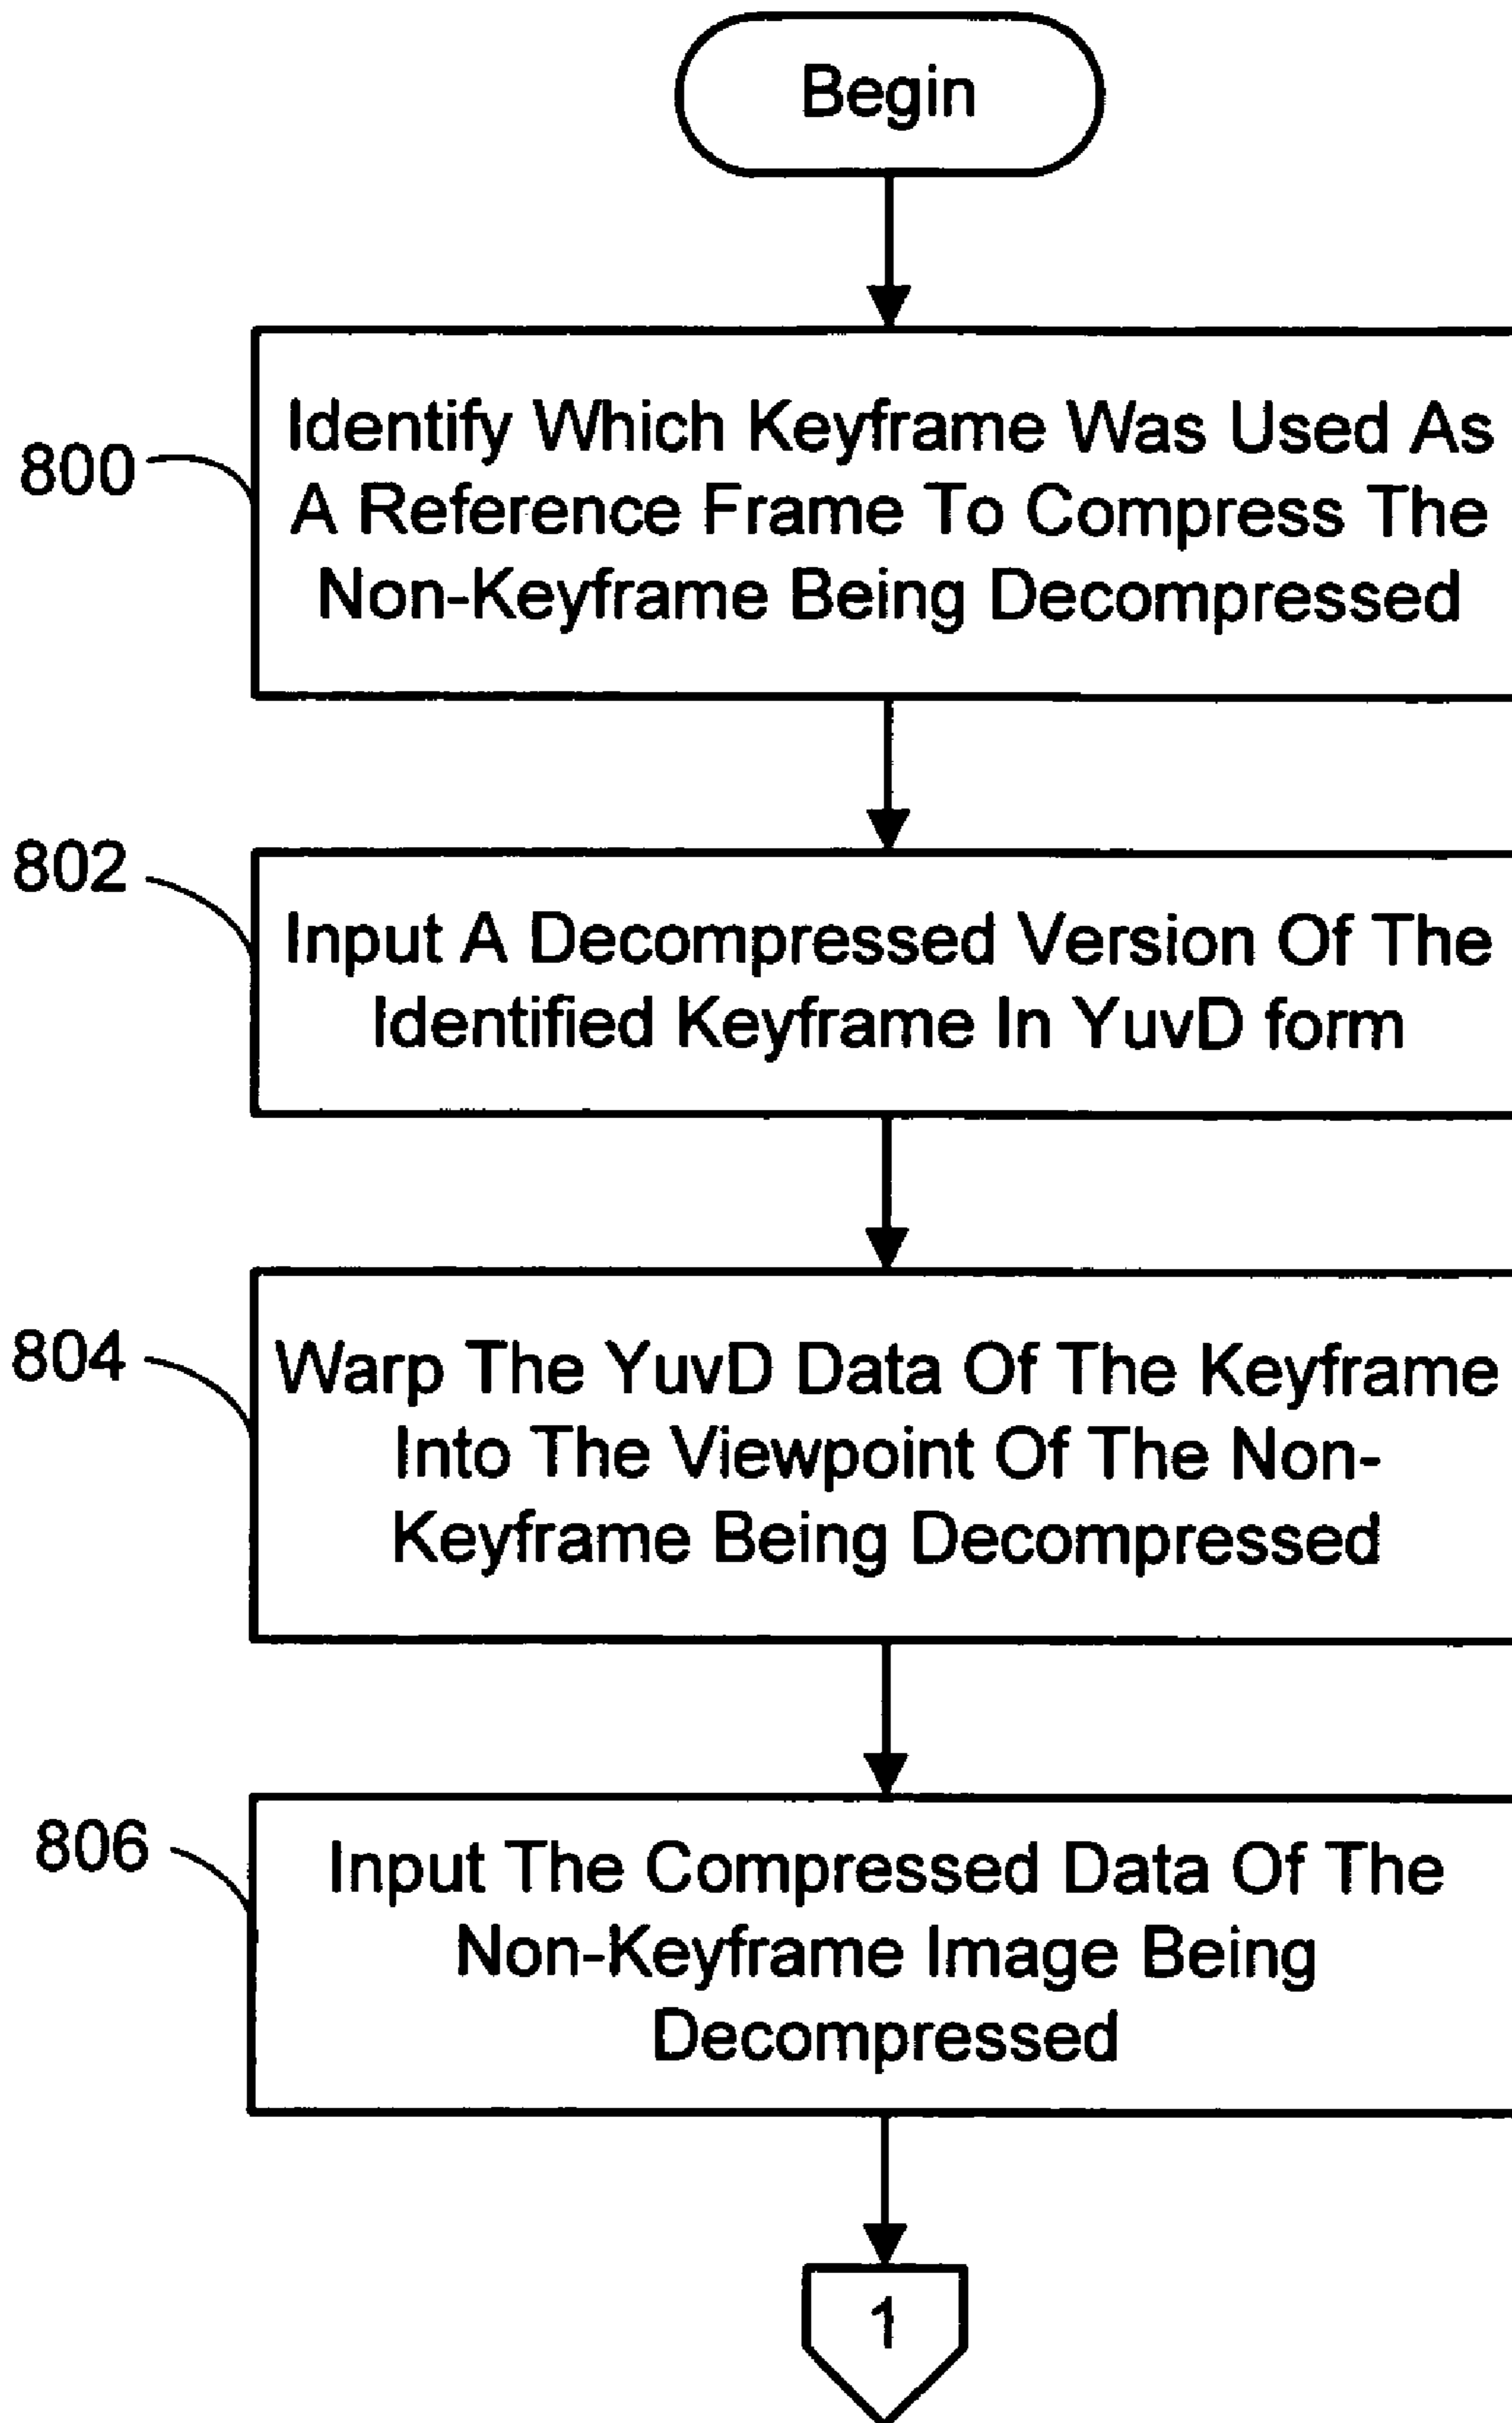 Begin
800
Identify Which Keyframe Was Used As
A Reference Frame To Compress The
Non-Keyframe Being Decompressed
802
Input A Decompressed Version Of The
Identified Keyframe In YuvD form
804
Warp The YuvD Data Of The Keyframe
Into The Viewpoint Of The Non-
Keyframe Being Decompressed
806
Input The Compressed Data Of The
Non-Keyframe Image Being
Decompressed
1